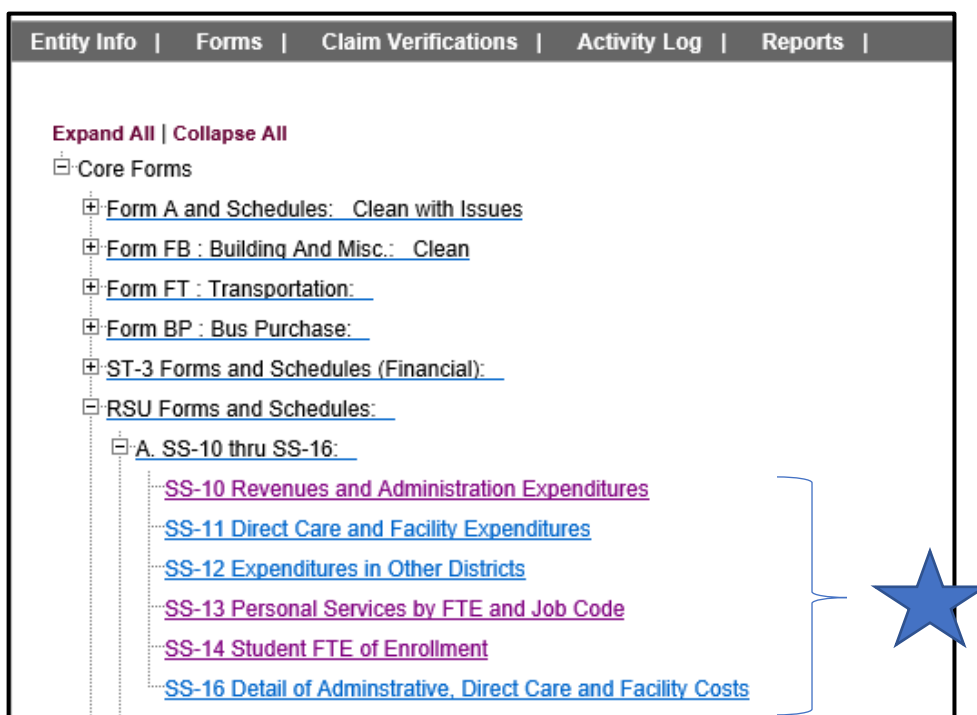 Entity Info | Forms | Claim Verifications | Activity Log | Reports |
Expand All | Collapse All
Core Forms
Form A and Schedules: Clean with Issues
Form FB : Building And Misc.: Clean
Form FT : Transportation:
Form BP : Bus Purchase:
ST-3 Forms and Schedules (Financial):
RSU Forms and Schedules:
A. SS-10 thru SS-16:
SS-10 Revenues and Administration Expenditures
SS-11 Direct Care and Facility Expenditures
SS-12 Expenditures in Other Districts
SS-13 Personal Services by FTE and Job Code
SS-14 Student FTE of Enrollment
SS-16 Detail of Adminstrative, Direct Care and Facility Costs